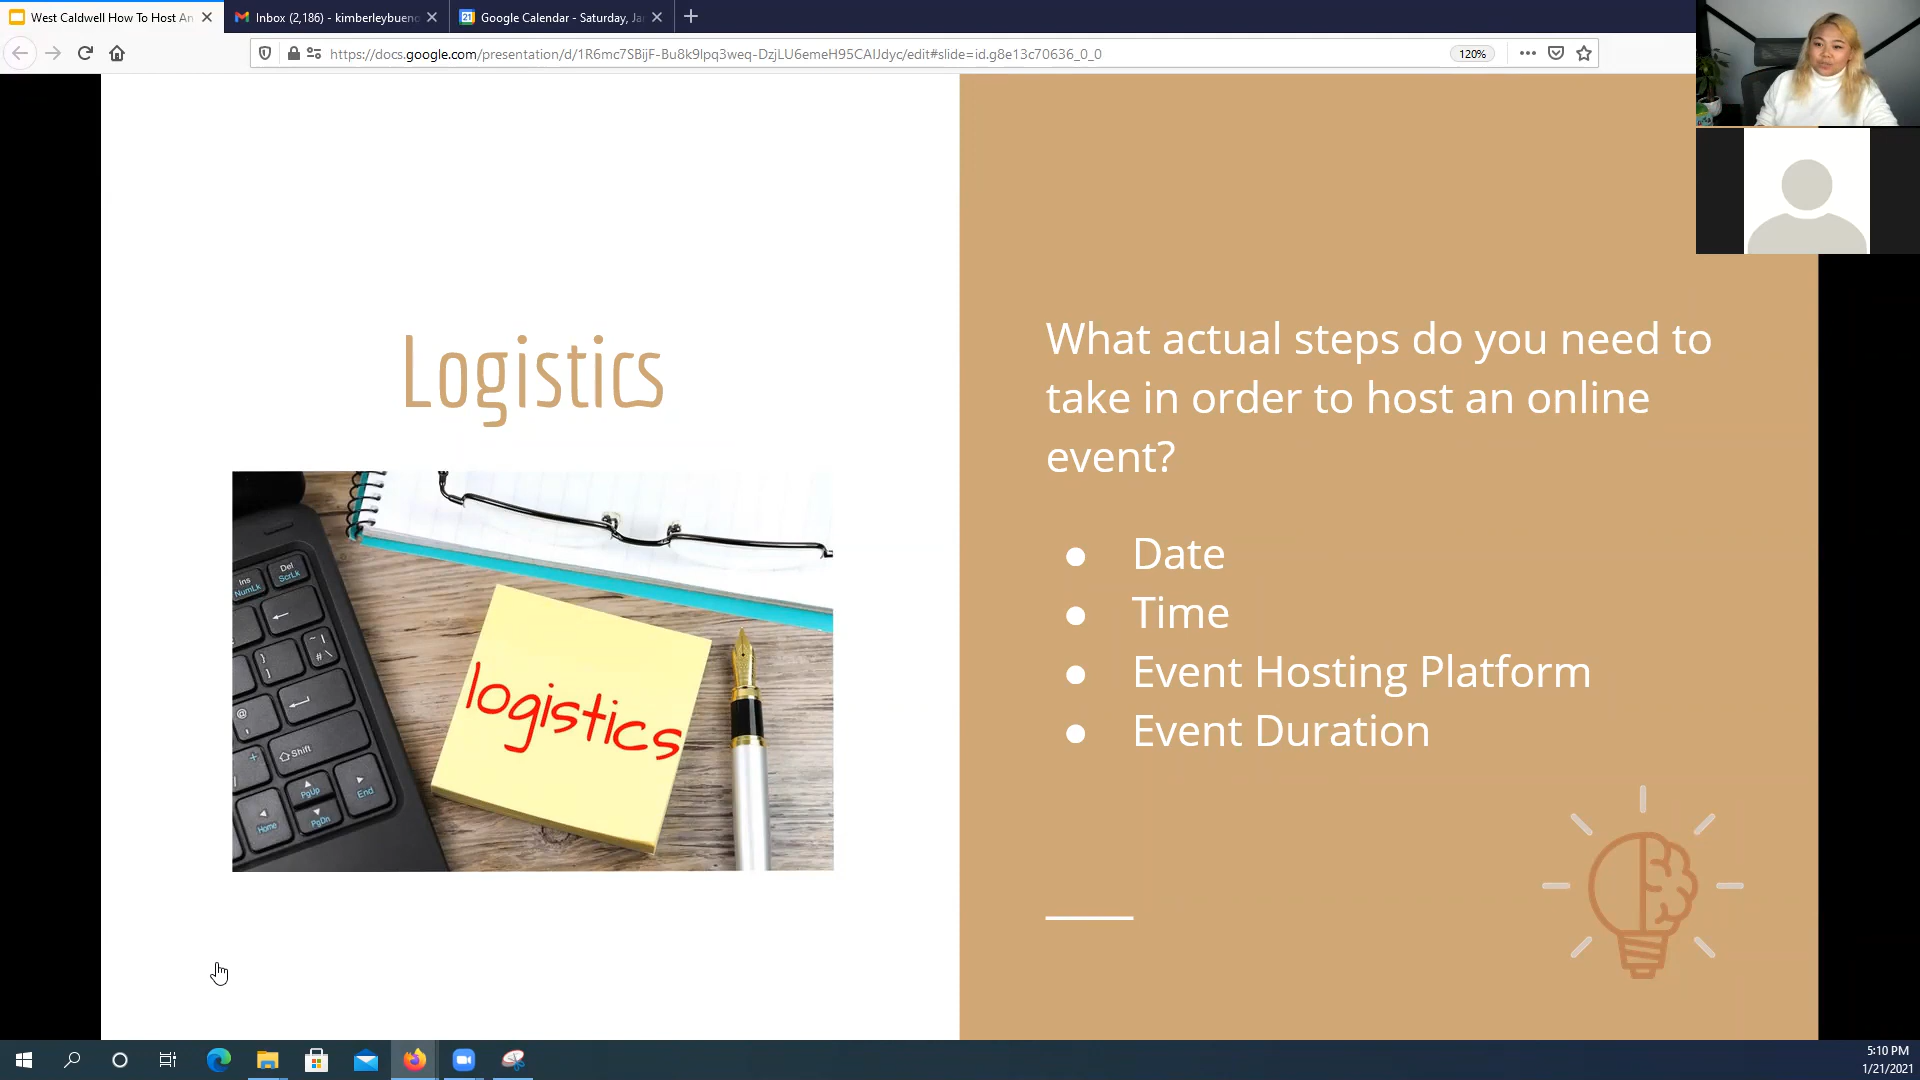 West Caldwell How To Host An
Inbox (2,186) - kimberleybueno
Google Calendar - Saturday, Ja
https://docs.google.com/presentation/d/1R6mc7SBijF-Bu8k9lpq3weq-DzjLU6emeH95CAlJdyc/edit#slide=id.g8e13c70636_0_0
120%
Logistics
What actual steps do you need to
take in order to host an online
event?
● Date
● Time
● Event Hosting Platform
● Event Duration
Ins
NumLk
Del
ScrLk
Shift
PgUp
End
Home
PgDn
logistics
5:10 PM
1/21/2021